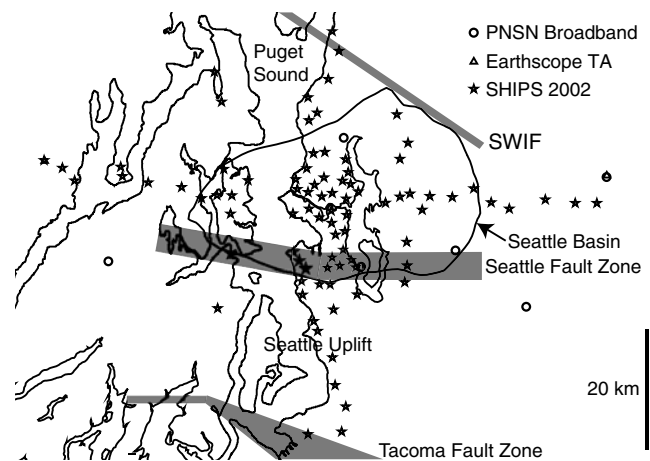 Puget
Sound
PNSN Broadband
Earthscope TA
SHIPS 2002
SWIF
Seattle Basin
Seattle Fault Zone
Seattle Uplift
20 km
Tacoma Fault Zone